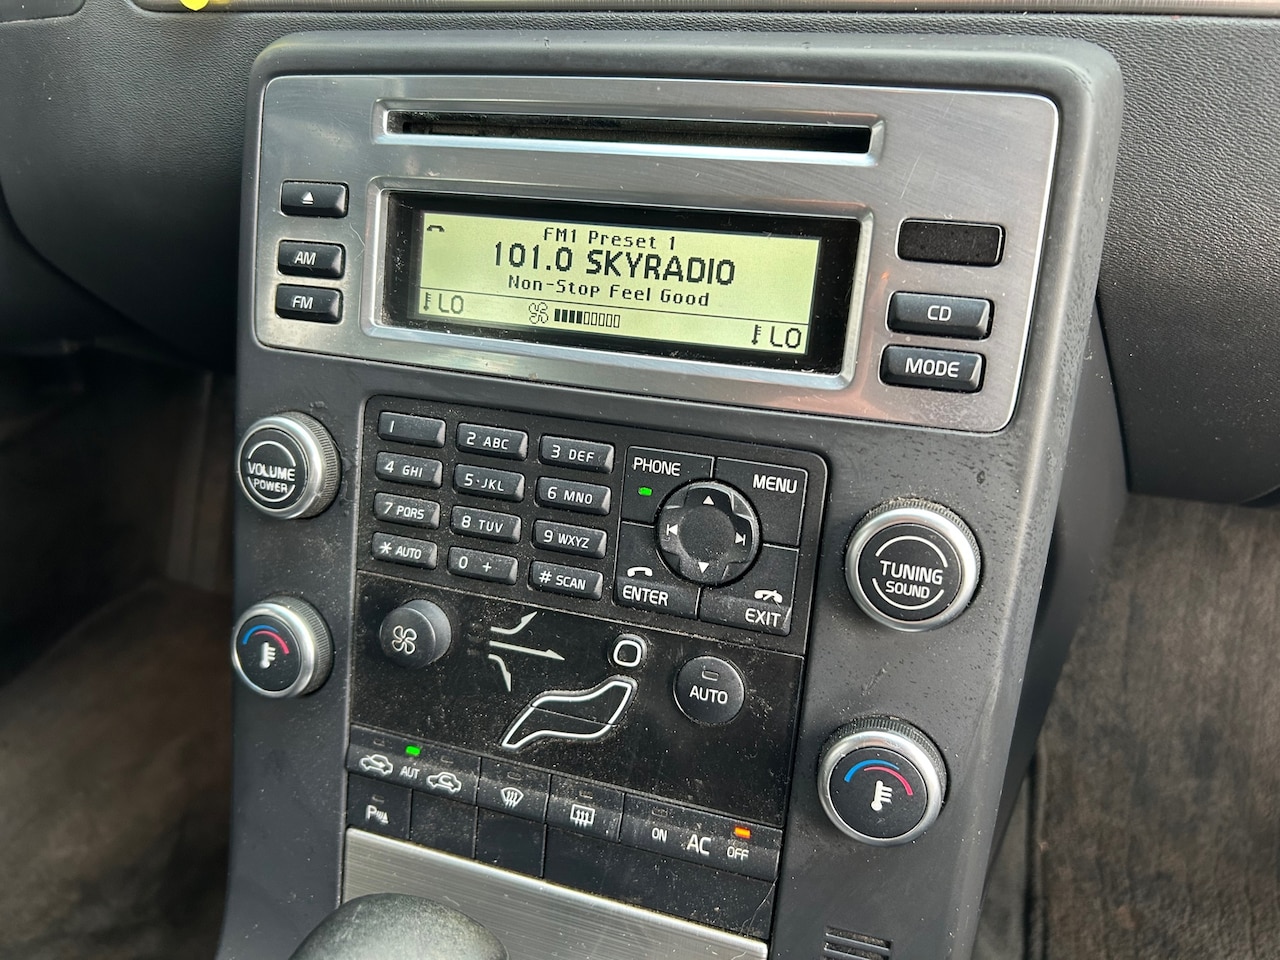 FM1 Preset 1
101.0 SKYRADIO
Non-Stop Feel Good
LO
LO
AM
FM
CD
MODE
VOLUME
POWER
1
2 ABC
3 DEF
4 GHI
5 JKL
6 MNO
7 PQRS
8 TUV
9 WXYZ
* AUTO
0 +
# SCAN
PHONE
MENU
ENTER
EXIT
TUNING
SOUND
AUTO
AUT
ON
AC
OFF
P